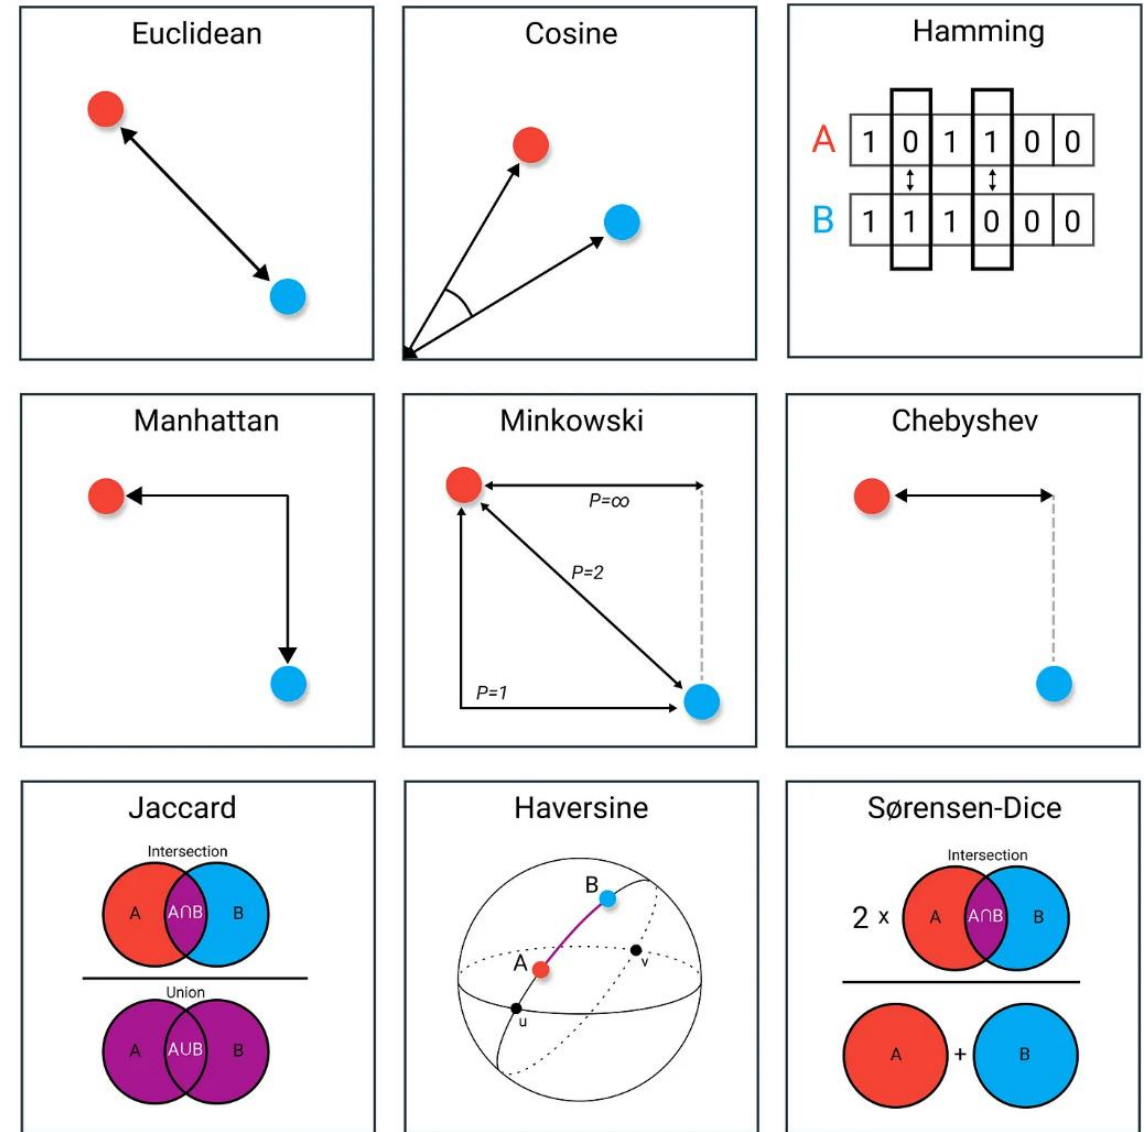 Euclidean
Cosine
Hamming
A 1 0 1 1 0 0
B 1 1 1 0 0 0
Manhattan
Minkowski
P=∞
P=2
P=1
Chebyshev
Jaccard
Intersection
A A∩B B
Union
A A∪B B
Haversine
B
A
v
u
Sørensen-Dice
Intersection
2 x A A∩B B
A + B